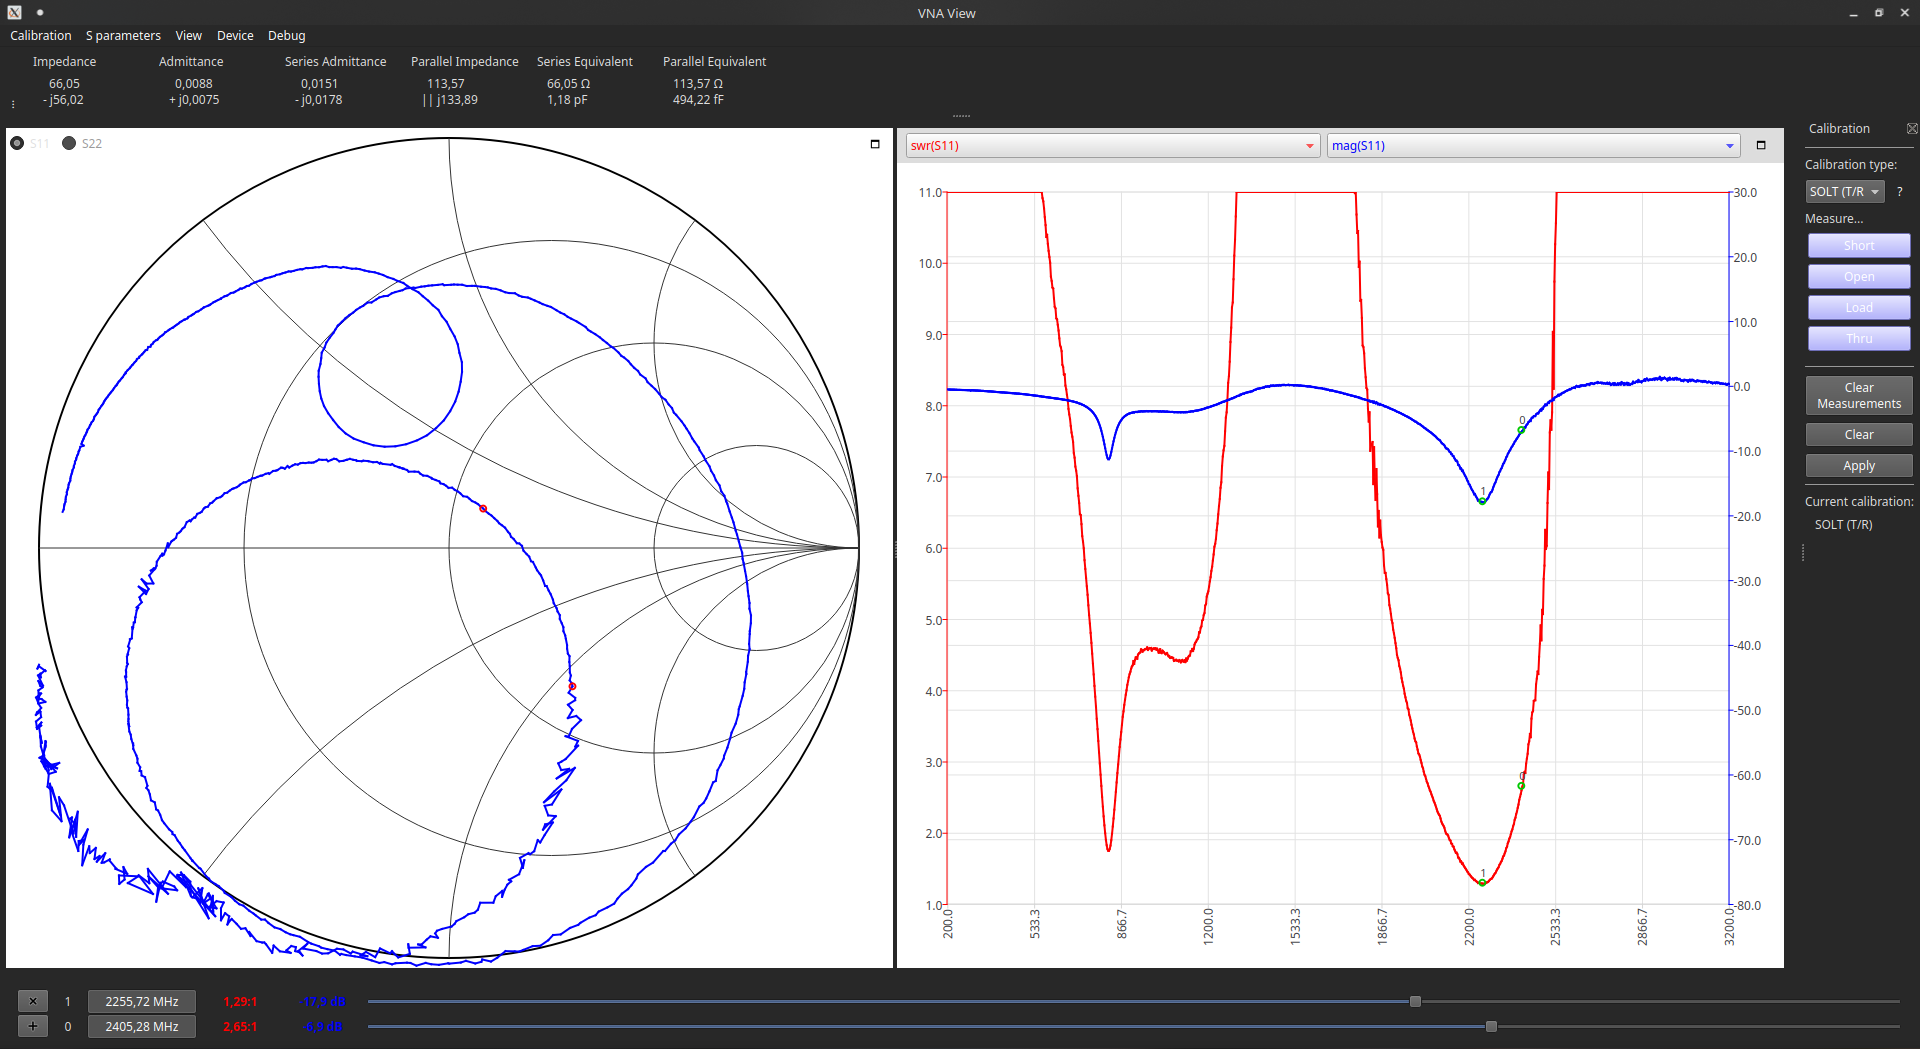 VNA View
Calibration S parameters View Device Debug
Impedance Admittance Series Admittance Parallel Impedance Series Equivalent Parallel Equivalent
66,05 0,0088 0,0151 113,57 66,05 Ω 113,57 Ω
- j56,02 + j0,0075 - j0,0178 || j133,89 1,18 pF 494,22 fF
S11 S22
swr(S11) mag(S11)
11.0
10.0
9.0
8.0
7.0
6.0
5.0
4.0
3.0
2.0
1.0
30.0
20.0
10.0
0.0
-10.0
-20.0
-30.0
-40.0
-50.0
-60.0
-70.0
-80.0
0
1
0
1
200.0 533.3 866.7 1200.0 1533.3 1866.7 2200.0 2533.3 2866.7 3200.0
Calibration
Calibration type:
SOLT (T/R ?
Measure...
Short
Open
Load
Thru
Clear
Measurements
Clear
Apply
Current calibration:
SOLT (T/R)
× 1 2255,72 MHz 1,29:1 -17,9 dB
+ 0 2405,28 MHz 2,65:1 -6,9 dB